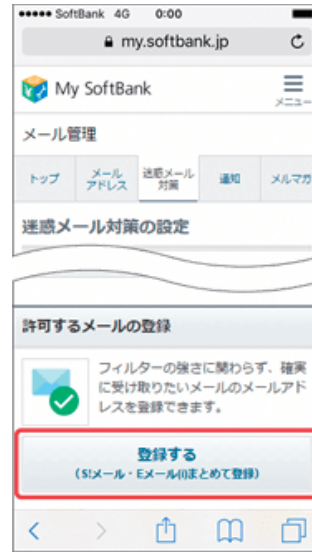 SoftBank 4G 0:00
my.softbank.jp
My SoftBank
メニュー
メール管理
トップ
メール
アドレス
迷惑メール
対策
通知
メルマガ
迷惑メール対策の設定
許可するメールの登録
フィルターの強さに関わらず、確実
に受け取りたいメールのメールアド
レスを登録できます。
登録する
(S!メール・Eメール(i)まとめて登録)